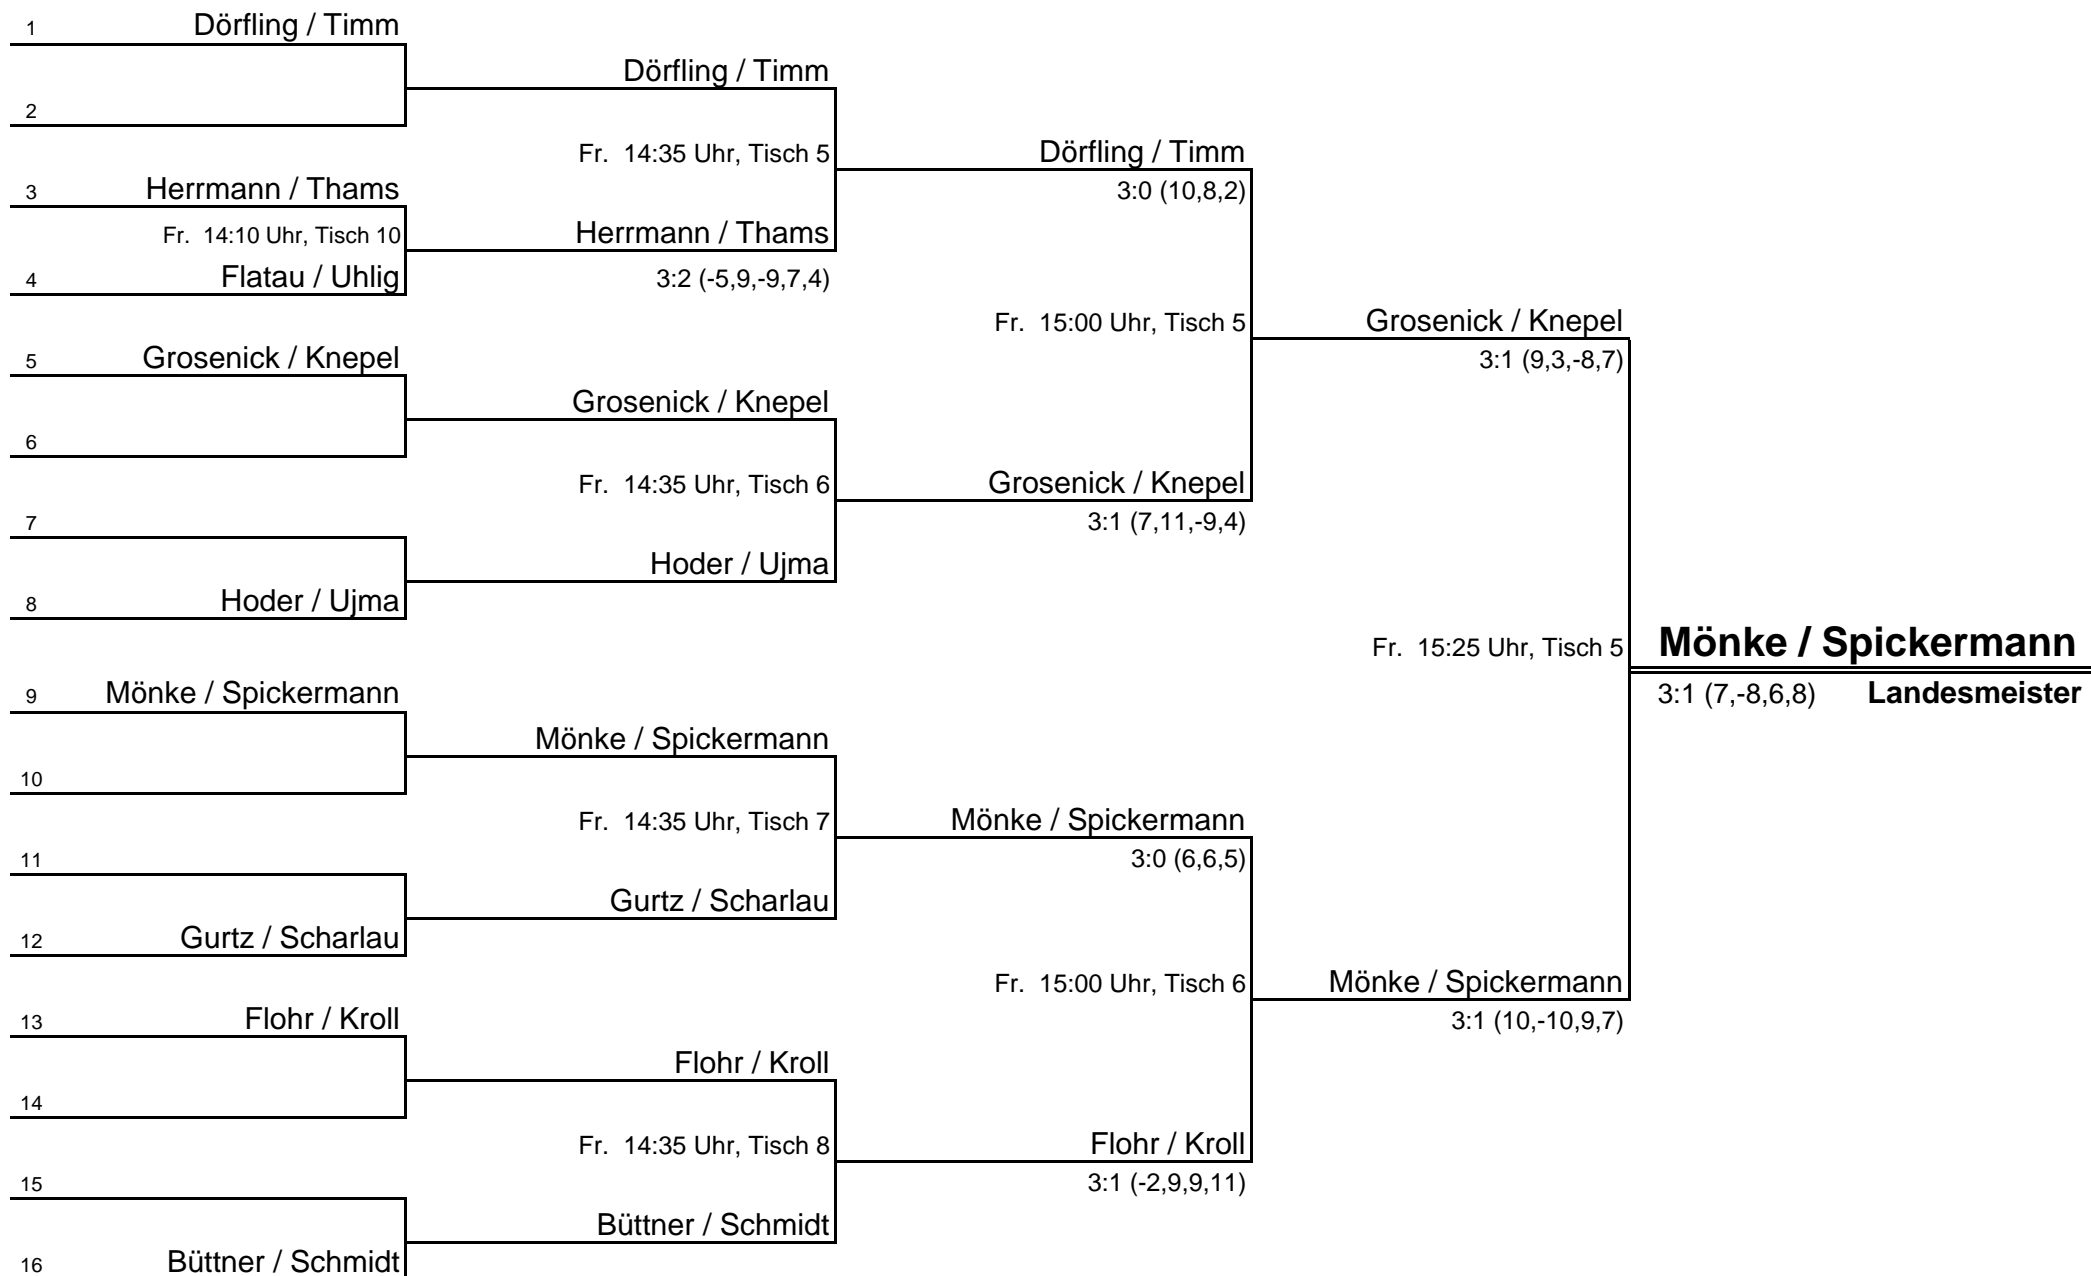 1 Dörfling / Timm
Dörfling / Timm
2
Fr. 14:35 Uhr, Tisch 5
Dörfling / Timm
3 Herrmann / Thams
3:0 (10,8,2)
Fr. 14:10 Uhr, Tisch 10
Herrmann / Thams
4 Flatau / Uhlig
3:2 (-5,9,-9,7,4)
Fr. 15:00 Uhr, Tisch 5
Grosenick / Knepel
5 Grosenick / Knepel
3:1 (9,3,-8,7)
Grosenick / Knepel
6
Fr. 14:35 Uhr, Tisch 6
Grosenick / Knepel
7
3:1 (7,11,-9,4)
Hoder / Ujma
8 Hoder / Ujma
Fr. 15:25 Uhr, Tisch 5
Mönke / Spickermann
9 Mönke / Spickermann
3:1 (7,-8,6,8) Landesmeister
Mönke / Spickermann
10
Fr. 14:35 Uhr, Tisch 7
Mönke / Spickermann
11
3:0 (6,6,5)
Gurtz / Scharlau
12 Gurtz / Scharlau
Fr. 15:00 Uhr, Tisch 6
Mönke / Spickermann
13 Flohr / Kroll
3:1 (10,-10,9,7)
Flohr / Kroll
14
Fr. 14:35 Uhr, Tisch 8
Flohr / Kroll
15
3:1 (-2,9,9,11)
Büttner / Schmidt
16 Büttner / Schmidt